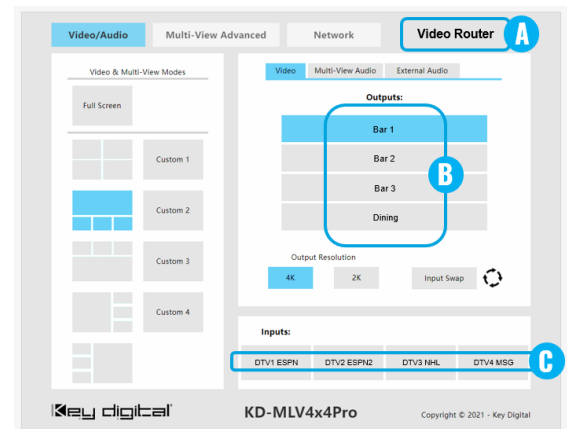 Video/Audio
Multi-View Advanced
Network
Video Router
A
Video & Multi-View Modes
Full Screen
Custom 1
Custom 2
Custom 3
Custom 4
Video
Multi-View Audio
External Audio
Outputs:
Bar 1
Bar 2
Bar 3
Dining
B
Output Resolution
4K
2K
Input Swap
Inputs:
DTV1 ESPN
DTV2 ESPN2
DTV3 NHL
DTV4 MSG
C
Key digital
KD-MLV4x4Pro
Copyright © 2021 - Key Digital